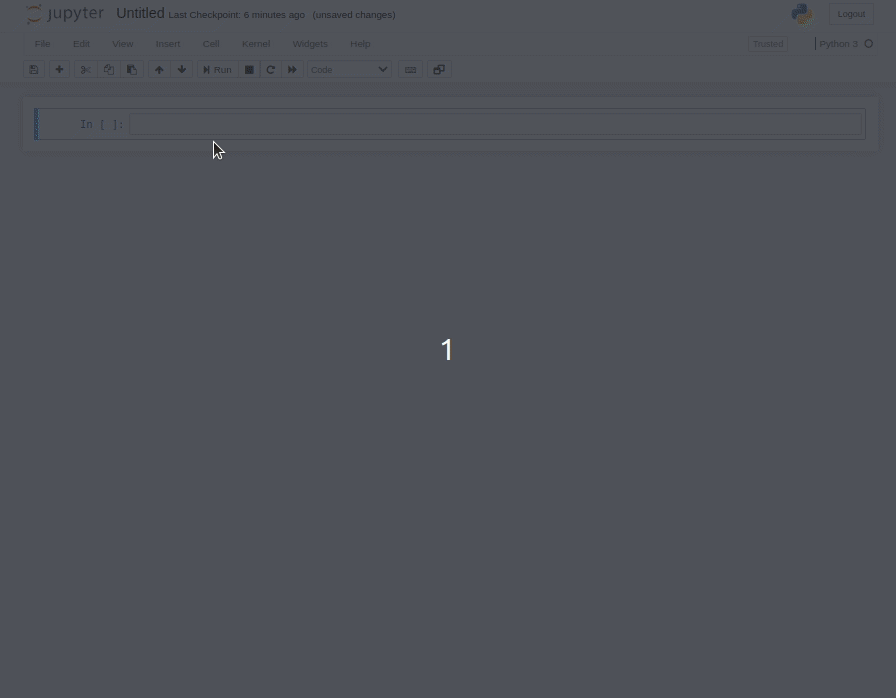 jupyter Untitled Last Checkpoint: 6 minutes ago (unsaved changes) Logout
File Edit View Insert Cell Kernel Widgets Help Trusted Python 3
Run Code
In [ ]:
1